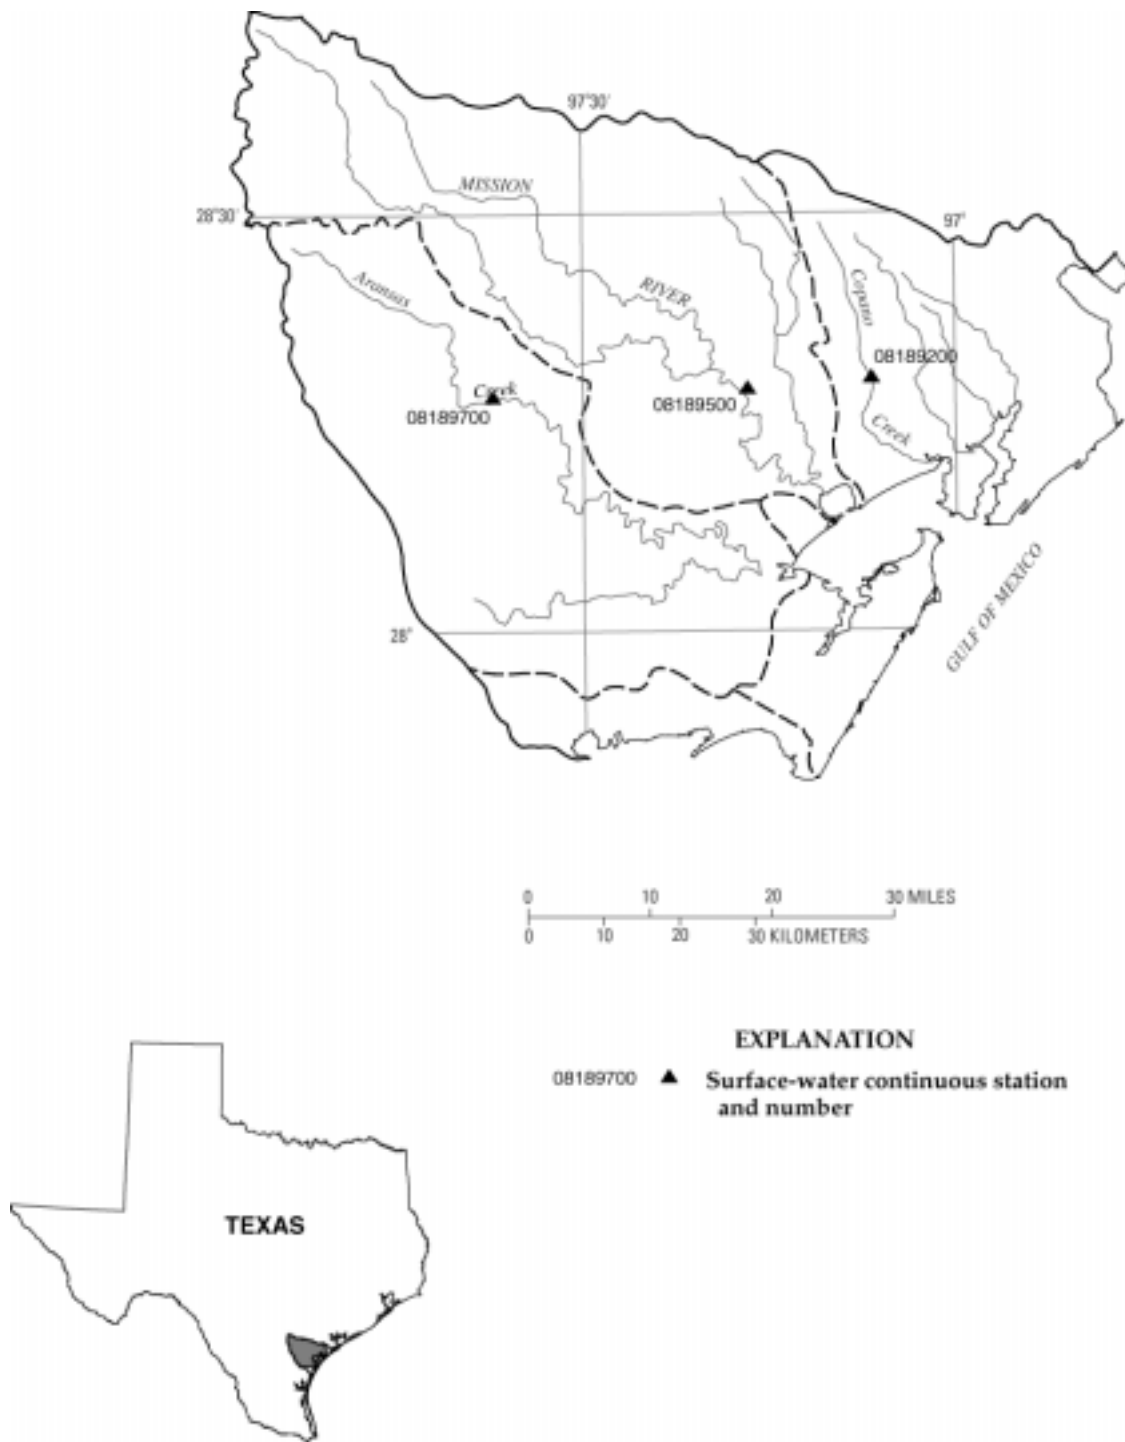 97°30′
MISSION
28°30′
97°
Aransas
RIVER
Copano
08189200
Creek
08189700
08189500
Creek
28°
GULF OF MEXICO
0 10 20 30 MILES
0 10 20 30 KILOMETERS
EXPLANATION
08189700 Surface-water continuous station
and number
TEXAS